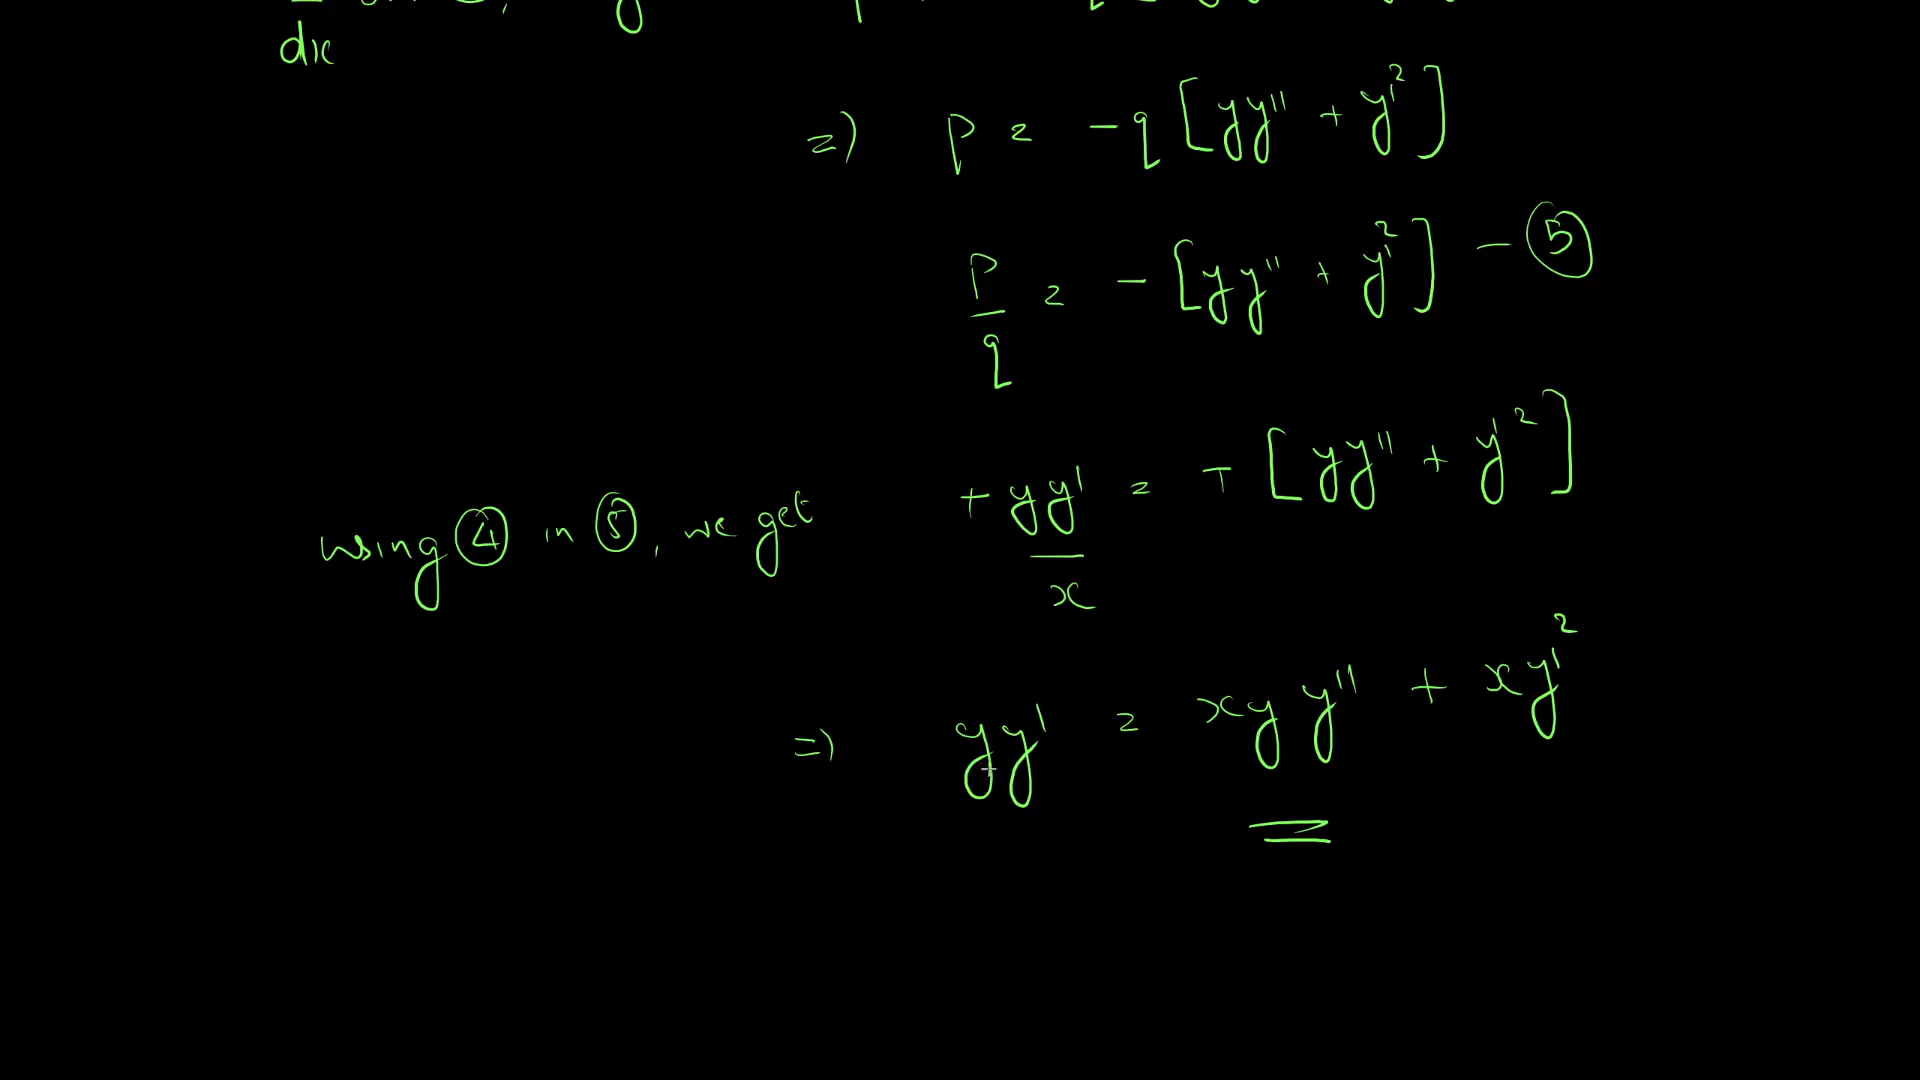 dx
=> p = -q [yy'' + y'^2]
p/q = -[yy'' + y'^2] - (5)
using (4) in (5), we get + yy'/x = + [yy'' + y'^2]
=> yy' = xyy'' + xy'^2